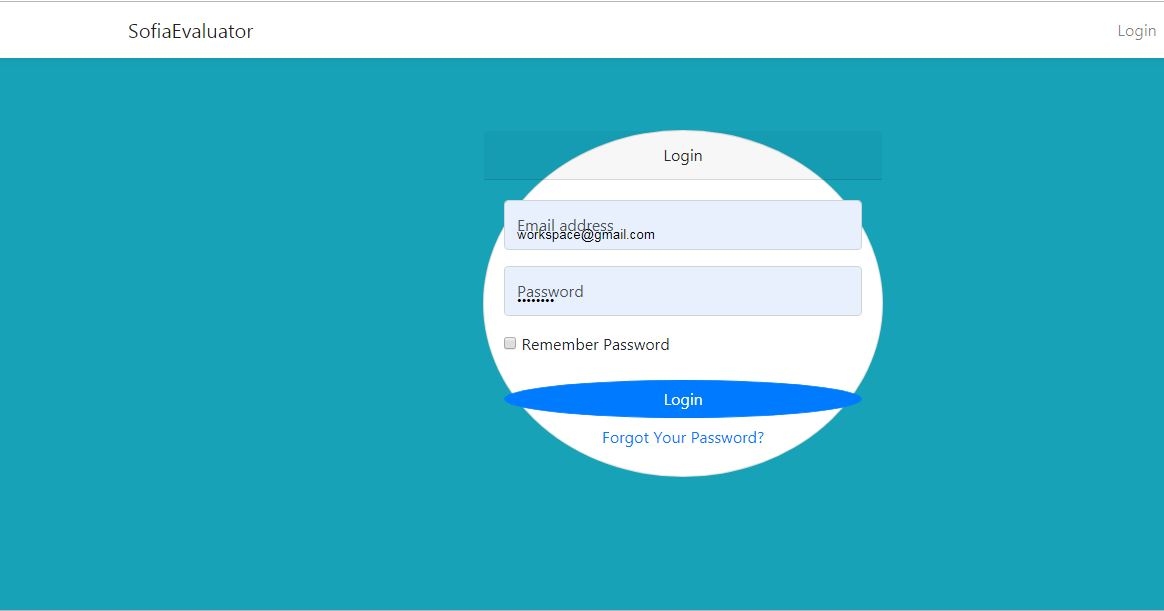 SofiaEvaluator
Login
Login
Email address
workspace@gmail.com
Password
Remember Password
Login
Forgot Your Password?